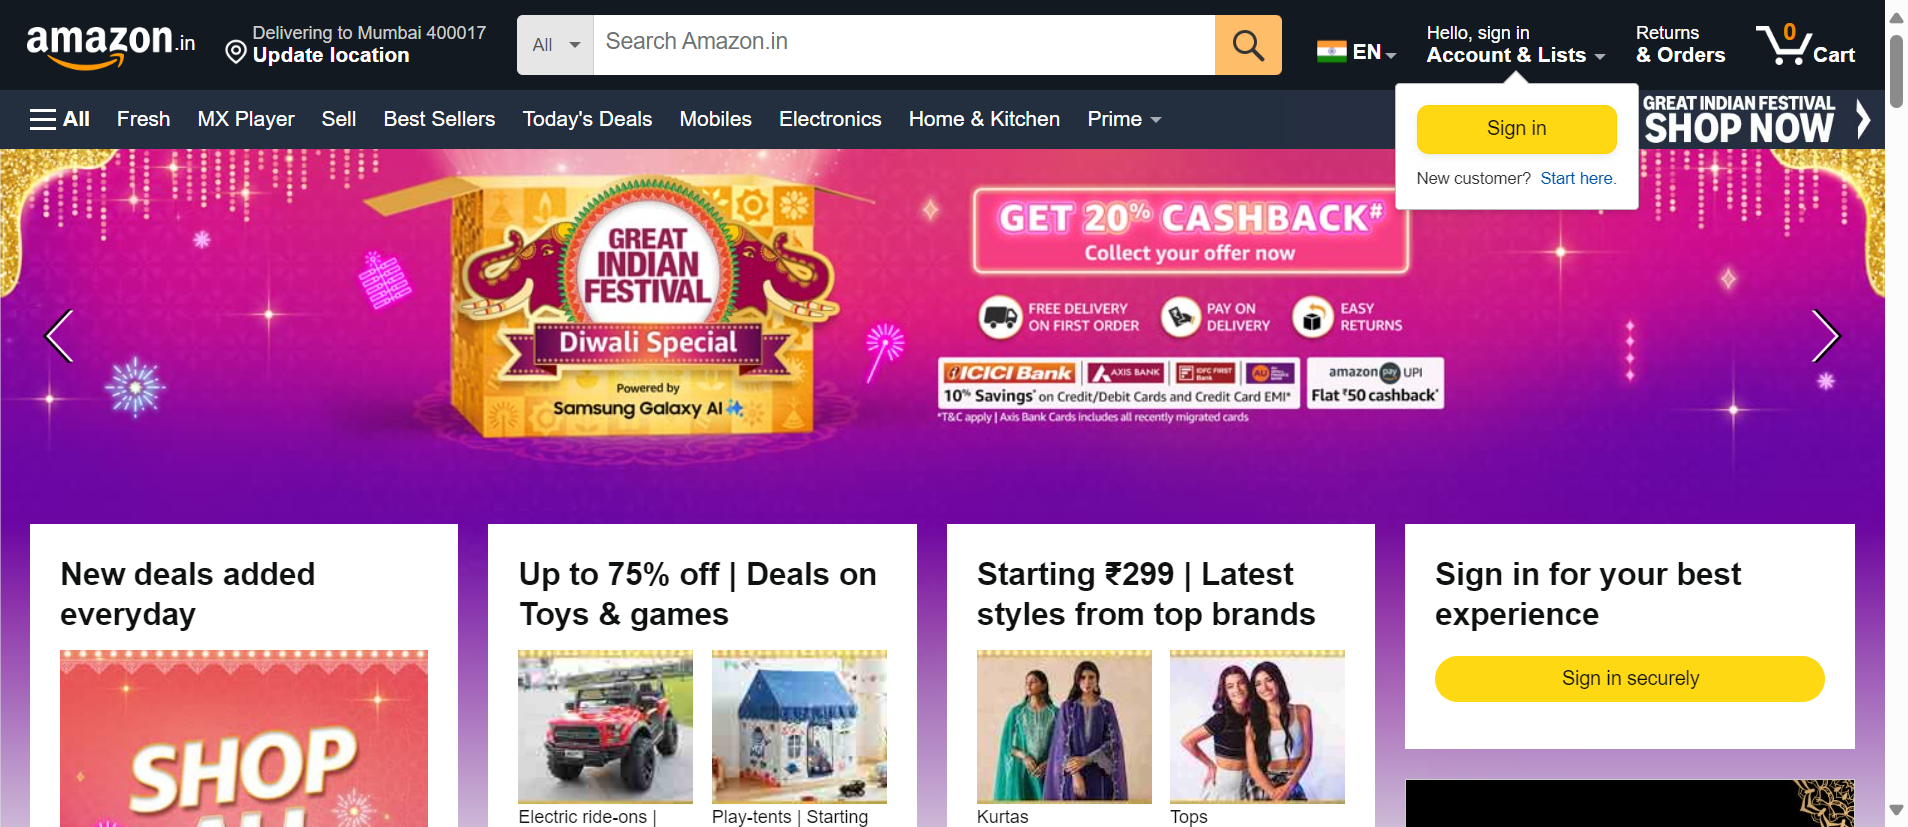 amazon.in
Delivering to Mumbai 400017
Update location
All
Search Amazon.in
EN
Hello, sign in
Account & Lists
Returns
& Orders
0
Cart
All
Fresh
MX Player
Sell
Best Sellers
Today's Deals
Mobiles
Electronics
Home & Kitchen
Prime
Sign in
New customer? Start here.
GREAT INDIAN FESTIVAL
SHOP NOW
GREAT
INDIAN
FESTIVAL
Diwali Special
Powered by
Samsung Galaxy AI
GET 20% CASHBACK#
Collect your offer now
FREE DELIVERY
ON FIRST ORDER
PAY ON
DELIVERY
EASY
RETURNS
ICICI Bank
AXIS BANK
IDFC FIRST
Bank
AU
10% Savings* on Credit/Debit Cards and Credit Card EMI*
*T&C apply | Axis Bank Cards includes all recently migrated cards
amazon pay UPI
Flat ₹50 cashback*
New deals added
everyday
SHOP
ALL
Up to 75% off | Deals on
Toys & games
Electric ride-ons |
Play-tents | Starting
Starting ₹299 | Latest
styles from top brands
Kurtas
Tops
Sign in for your best
experience
Sign in securely